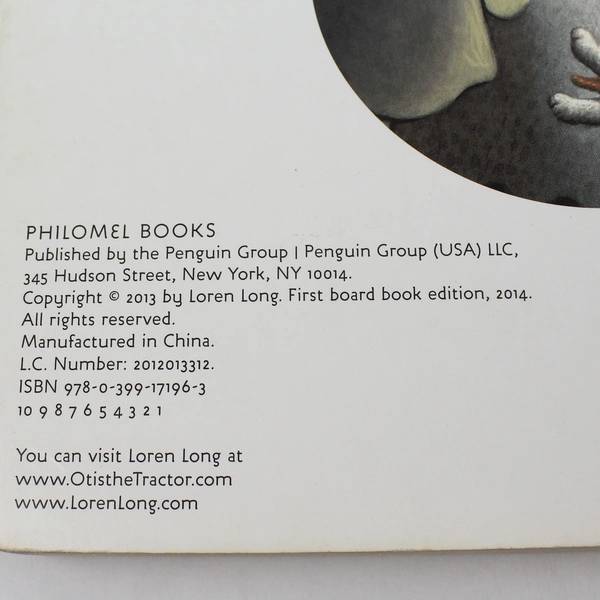 PHILOMEL BOOKS
Published by the Penguin Group | Penguin Group (USA) LLC,
345 Hudson Street, New York, NY 10014.
Copyright © 2013 by Loren Long. First board book edition, 2014.
All rights reserved.
Manufactured in China.
L.C. Number: 2012013312.
ISBN 978-0-399-17196-3
10 9 8 7 6 5 4 3 2 1
You can visit Loren Long at
www.OtistheTractor.com
www.LorenLong.com